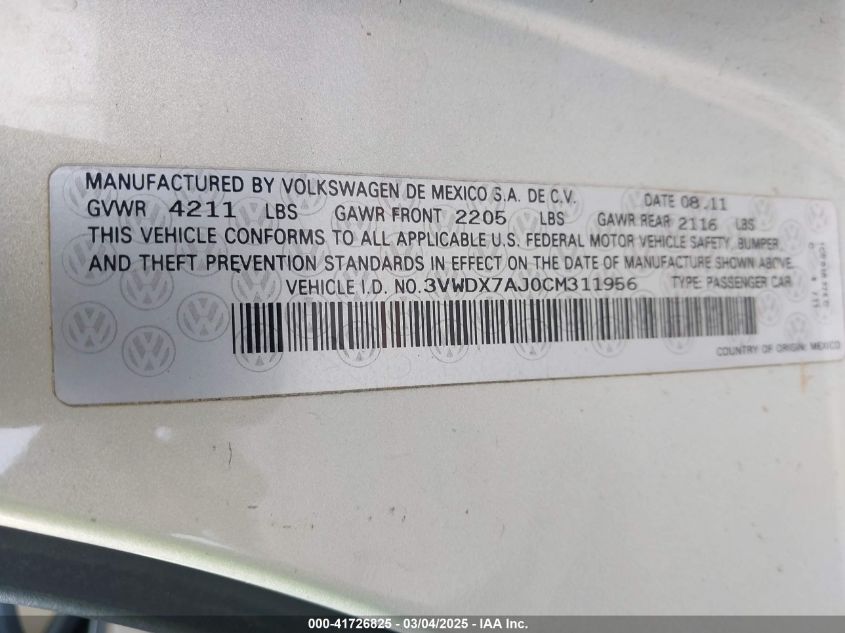 MANUFACTURED BY VOLKSWAGEN DE MEXICO S.A. DE C.V. DATE 08.11
GVWR 4211 LBS GAWR FRONT 2205 LBS GAWR REAR 2116 LBS
THIS VEHICLE CONFORMS TO ALL APPLICABLE U.S. FEDERAL MOTOR VEHICLE SAFETY, BUMPER,
AND THEFT PREVENTION STANDARDS IN EFFECT ON THE DATE OF MANUFACTURE SHOWN ABOVE.
VEHICLE I.D. NO. 3VWDX7AJ0CM311956 TYPE: PASSENGER CAR
COUNTRY OF ORIGIN: MEXICO
000-41726825 - 03/04/2025 - IAA Inc.